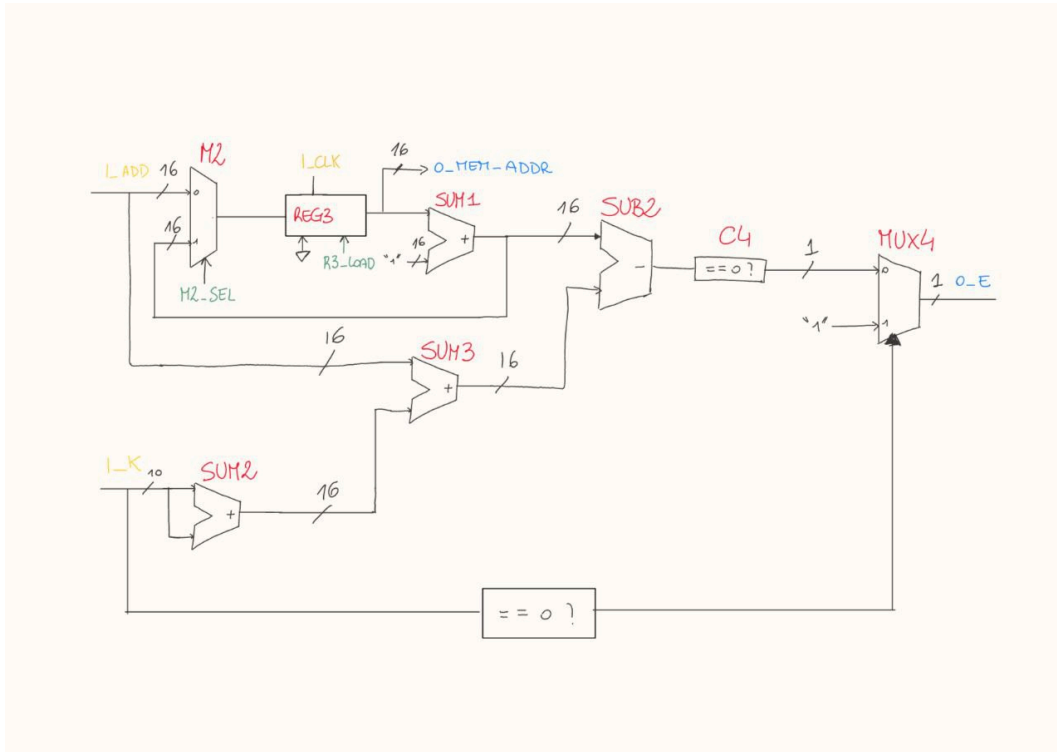 M2
I_ADD
16
0
16
1
M2_SEL
I_CLK
REG3
R3_LOAD
16
O_MEM_ADDR
SUM1
+
"1"
16
16
SUB2
-
C4
==0?
1
MUX4
0
"1"
1
1
O_E
16
SUM3
+
16
I_K
10
SUM2
+
16
== 0 ?